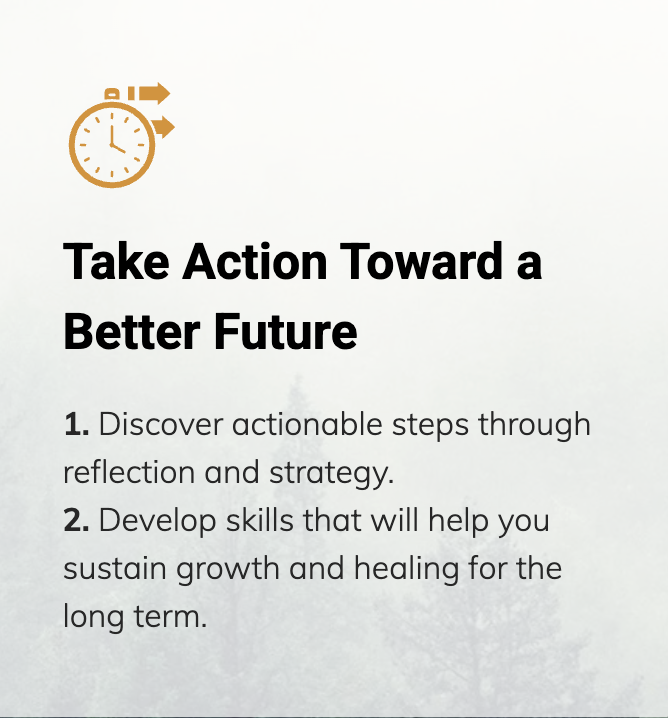 Take Action Toward a
Better Future
1. Discover actionable steps through
reflection and strategy.
2. Develop skills that will help you
sustain growth and healing for the
long term.